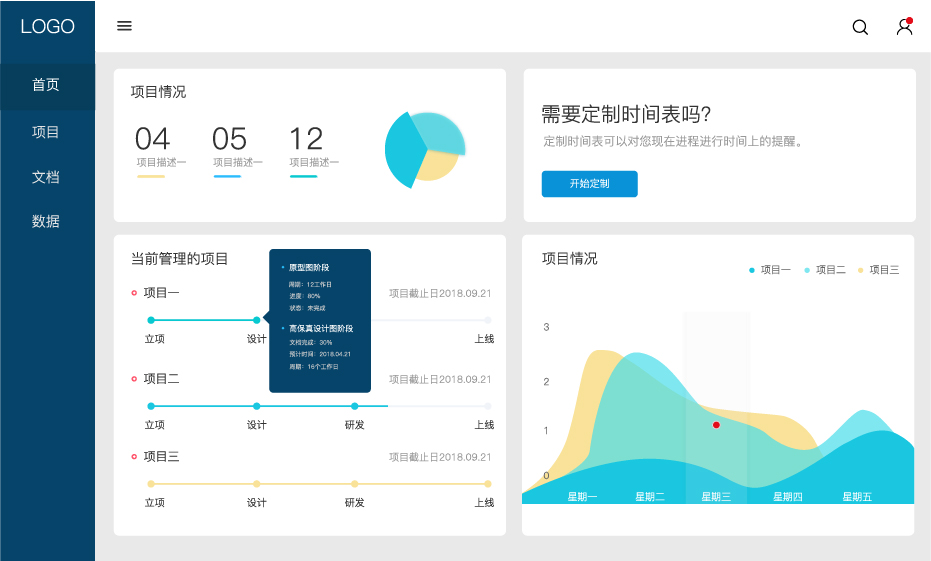 LOGO
首页
项目
文档
数据
项目情况
04 05 12
项目描述一 项目描述一 项目描述一
需要定制时间表吗?
定制时间表可以对您现在进程进行时间上的提醒。
开始定制
当前管理的项目
项目一 项目截止日2018.09.21
立项 设计 上线
原型图阶段
周期：12工作日
进度：80%
状态：未完成
高保真设计图阶段
文档完成：30%
预计时间：2018.04.21
周期：16个工作日
项目二 项目截止日2018.09.21
立项 设计 研发 上线
项目三 项目截止日2018.09.21
立项 设计 研发 上线
项目情况
项目一 项目二 项目三
3
2
1
0
星期一 星期二 星期三 星期四 星期五